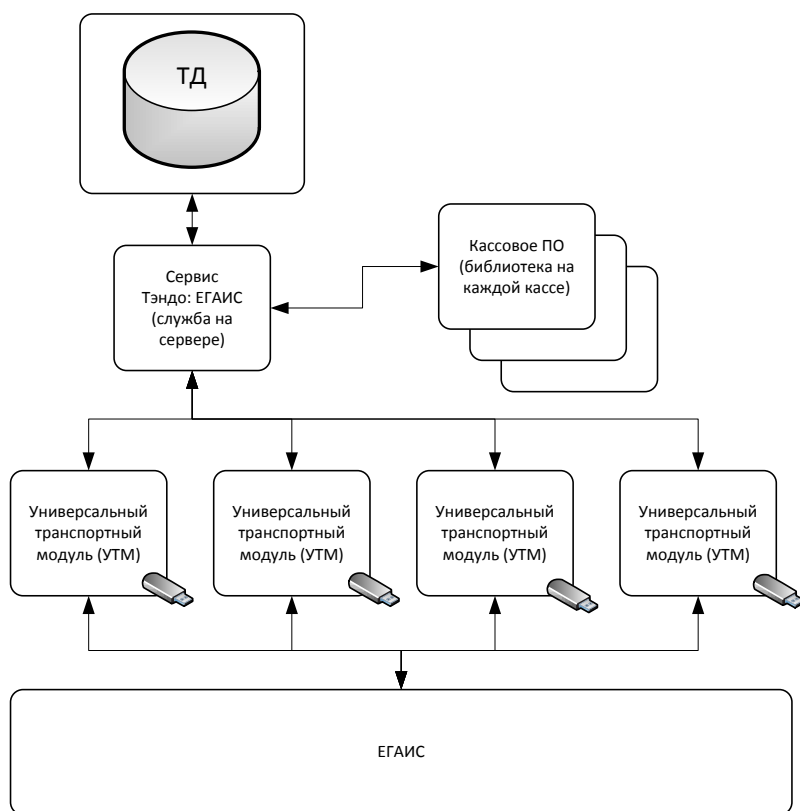 ТД
Сервис
Тэндо: ЕГАИС
(служба на
сервере)
Кассовое ПО
(библиотека на
каждой кассе)
Универсальный
транспортный
модуль (УТМ)
Универсальный
транспортный
модуль (УТМ)
Универсальный
транспортный
модуль (УТМ)
Универсальный
транспортный
модуль (УТМ)
ЕГАИС